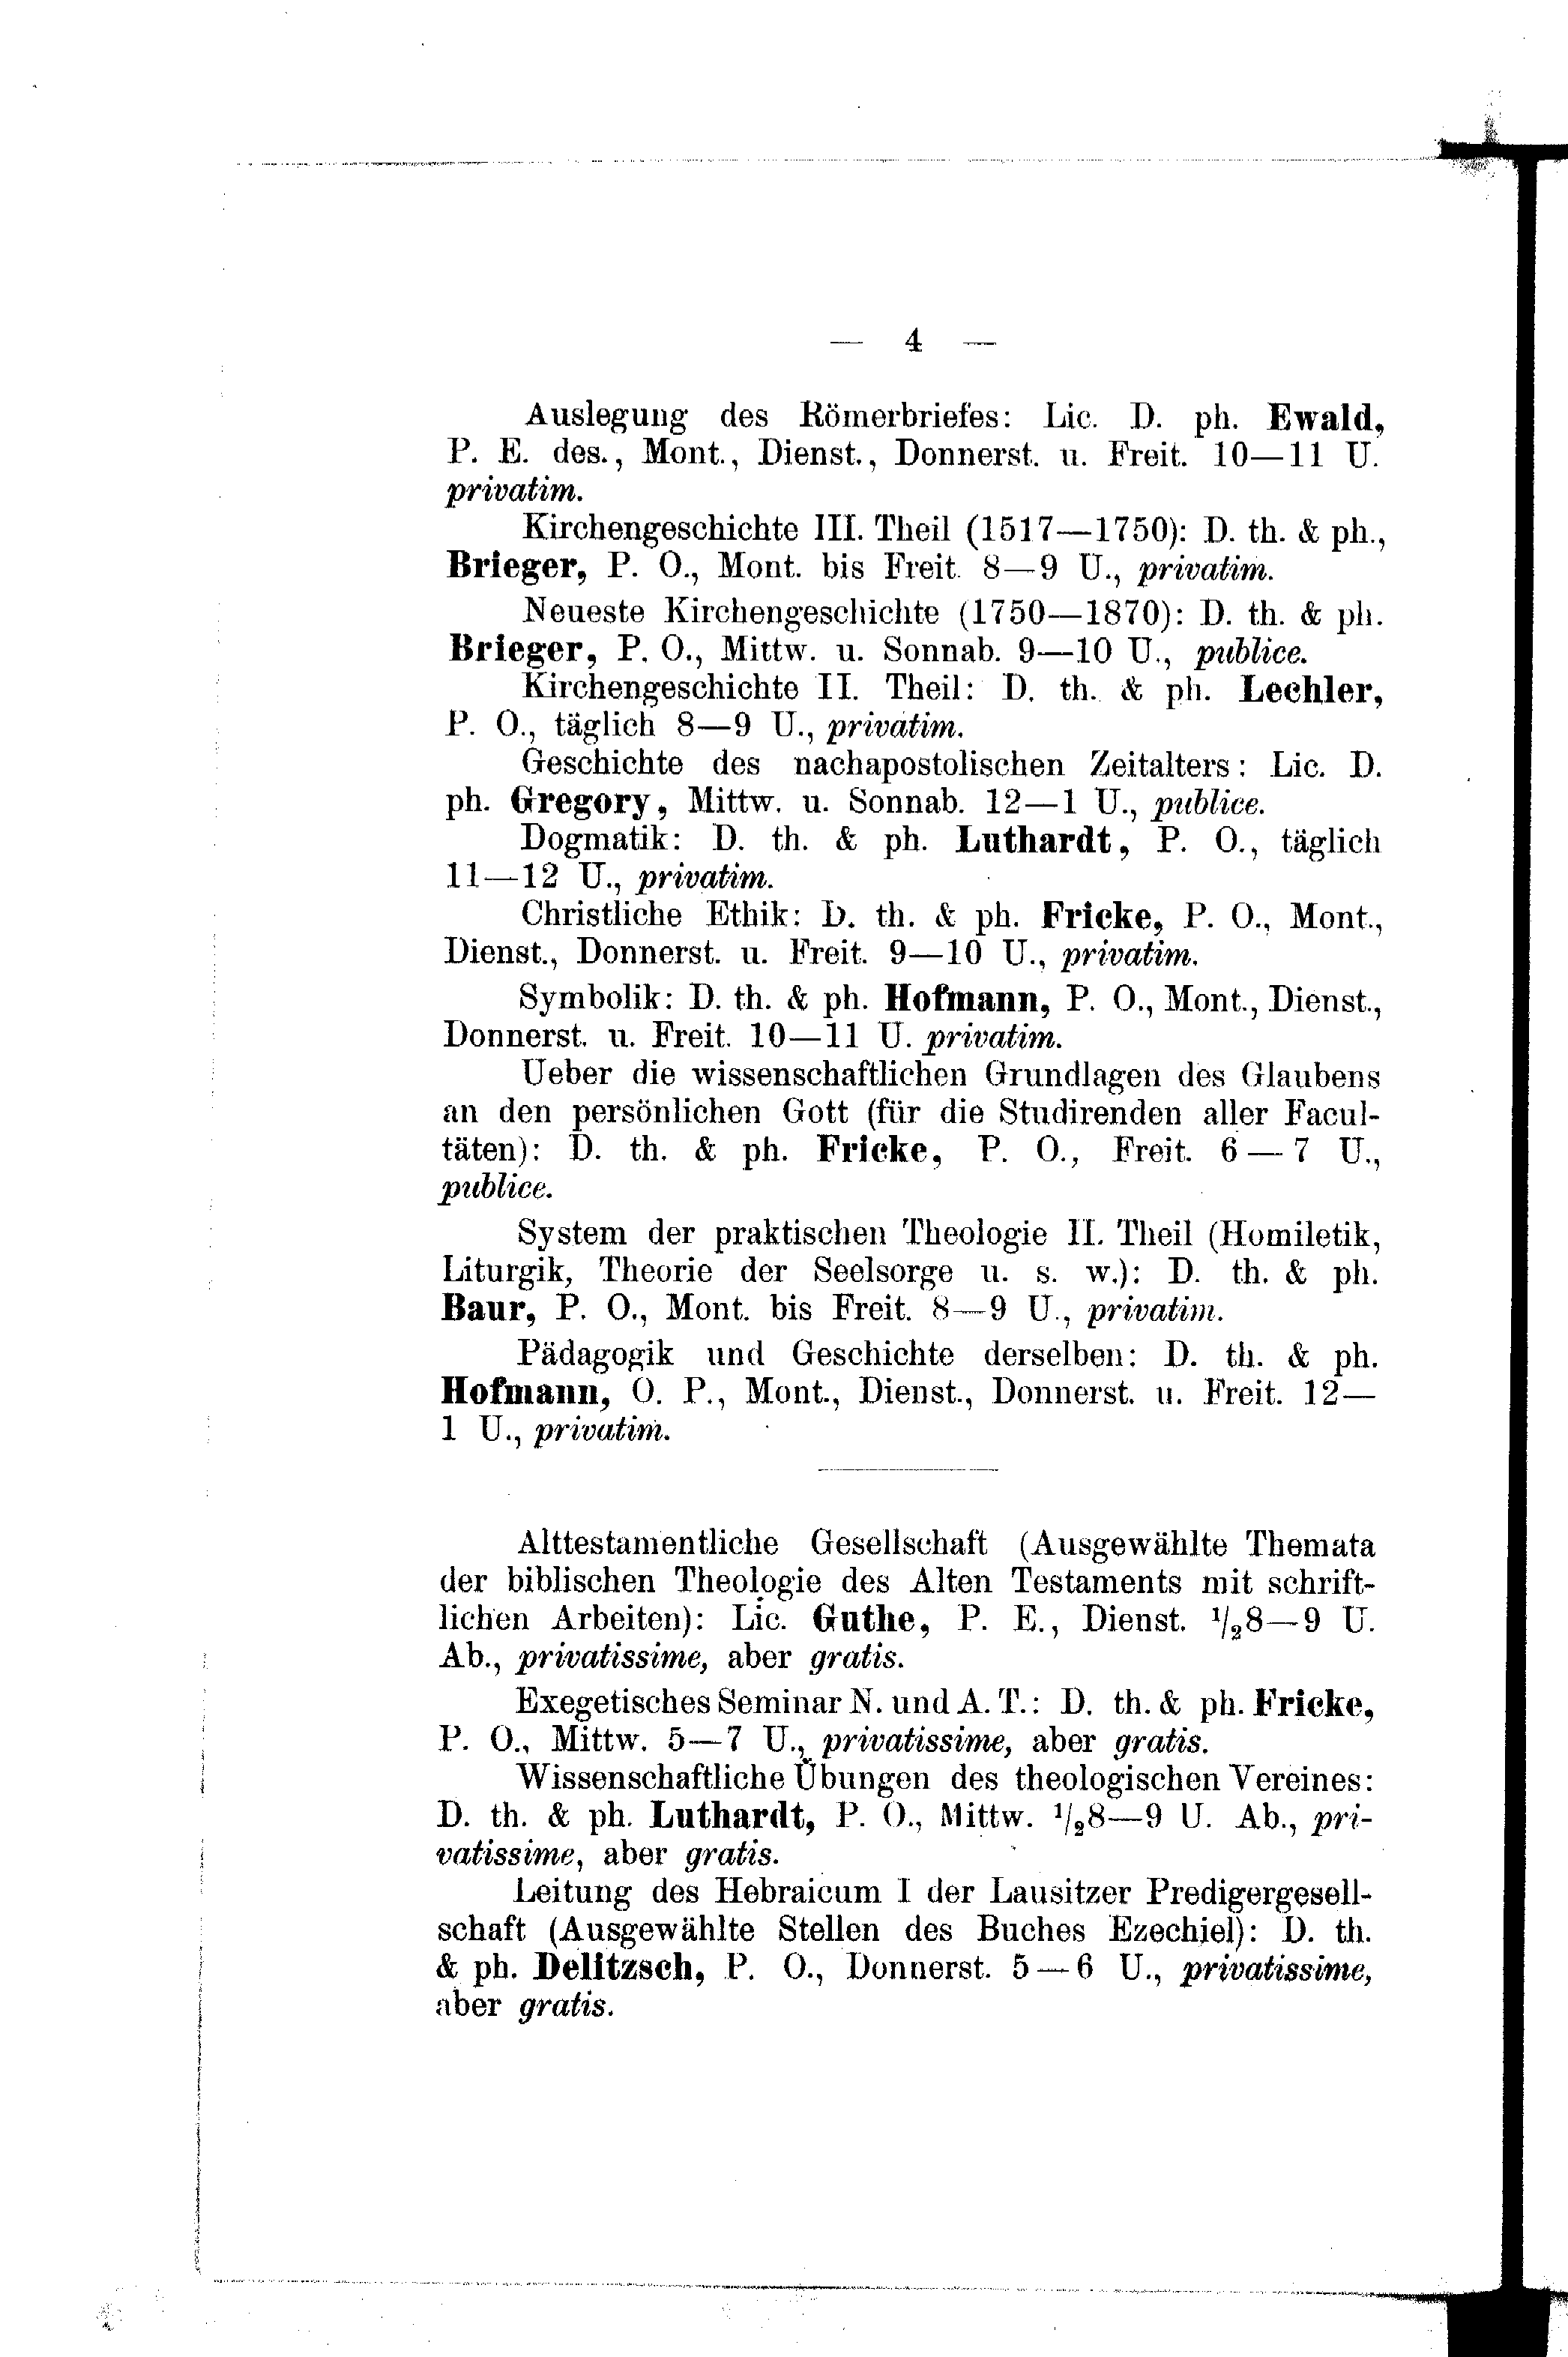 — 4 —
Auslegung des Römerbriefes: Lic. D. ph. Ewald,
P. E. des., Mont., Dienst., Donnerst. u. Freit. 10—11 U.
privatim.
Kirchengeschichte III. Theil (1517—1750): D. th. & ph.,
Brieger, P. O., Mont. bis Freit. 8—9 U., privatim.
Neueste Kirchengeschichte (1750—1870): D. th. & ph.
Brieger, P. O., Mittw. u. Sonnab. 9—10 U., publice.
Kirchengeschichte II. Theil: D. th. & ph. Lechler,
P. O., täglich 8—9 U., privatim.
Geschichte des nachapostolischen Zeitalters: Lic. D.
ph. Gregory, Mittw. u. Sonnab. 12—1 U., publice.
Dogmatik: D. th. & ph. Luthardt, P. O., täglich
11—12 U., privatim.
Christliche Ethik: D. th. & ph. Fricke, P. O., Mont.,
Dienst., Donnerst. u. Freit. 9—10 U., privatim.
Symbolik: D. th. & ph. Hofmann, P. O., Mont., Dienst.,
Donnerst. u. Freit. 10—11 U. privatim.
Ueber die wissenschaftlichen Grundlagen des Glaubens
an den persönlichen Gott (für die Studirenden aller Facul-
täten): D. th. & ph. Fricke, P. O., Freit. 6 — 7 U.,
publice.
System der praktischen Theologie II. Theil (Homiletik,
Liturgik, Theorie der Seelsorge u. s. w.): D. th. & ph.
Baur, P. O., Mont. bis Freit. 8—9 U., privatim.
Pädagogik und Geschichte derselben: D. th. & ph.
Hofmann, O. P., Mont., Dienst., Donnerst. u. Freit. 12—
1 U., privatim.
Alttestamentliche Gesellschaft (Ausgewählte Themata
der biblischen Theologie des Alten Testaments mit schrift-
lichen Arbeiten): Lic. Guthe, P. E., Dienst. 1/28—9 U.
Ab., privatissime, aber gratis.
Exegetisches Seminar N. und A. T.: D. th. & ph. Fricke,
P. O., Mittw. 5—7 U., privatissime, aber gratis.
Wissenschaftliche Übungen des theologischen Vereines:
D. th. & ph. Luthardt, P. O., Mittw. 1/28—9 U. Ab., pri-
vatissime, aber gratis.
Leitung des Hebraicum I der Lausitzer Predigergesell-
schaft (Ausgewählte Stellen des Buches Ezechiel): D. th.
& ph. Delitzsch, P. O., Donnerst. 5 — 6 U., privatissime,
aber gratis.